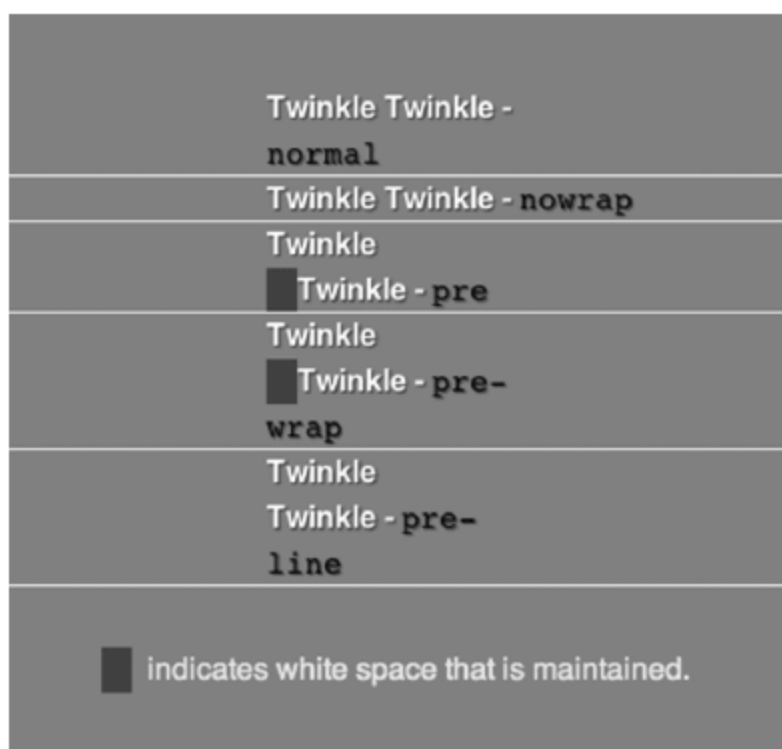 Twinkle Twinkle -
normal
Twinkle Twinkle - nowrap
Twinkle
Twinkle - pre
Twinkle
Twinkle - pre-
wrap
Twinkle
Twinkle - pre-
line
indicates white space that is maintained.